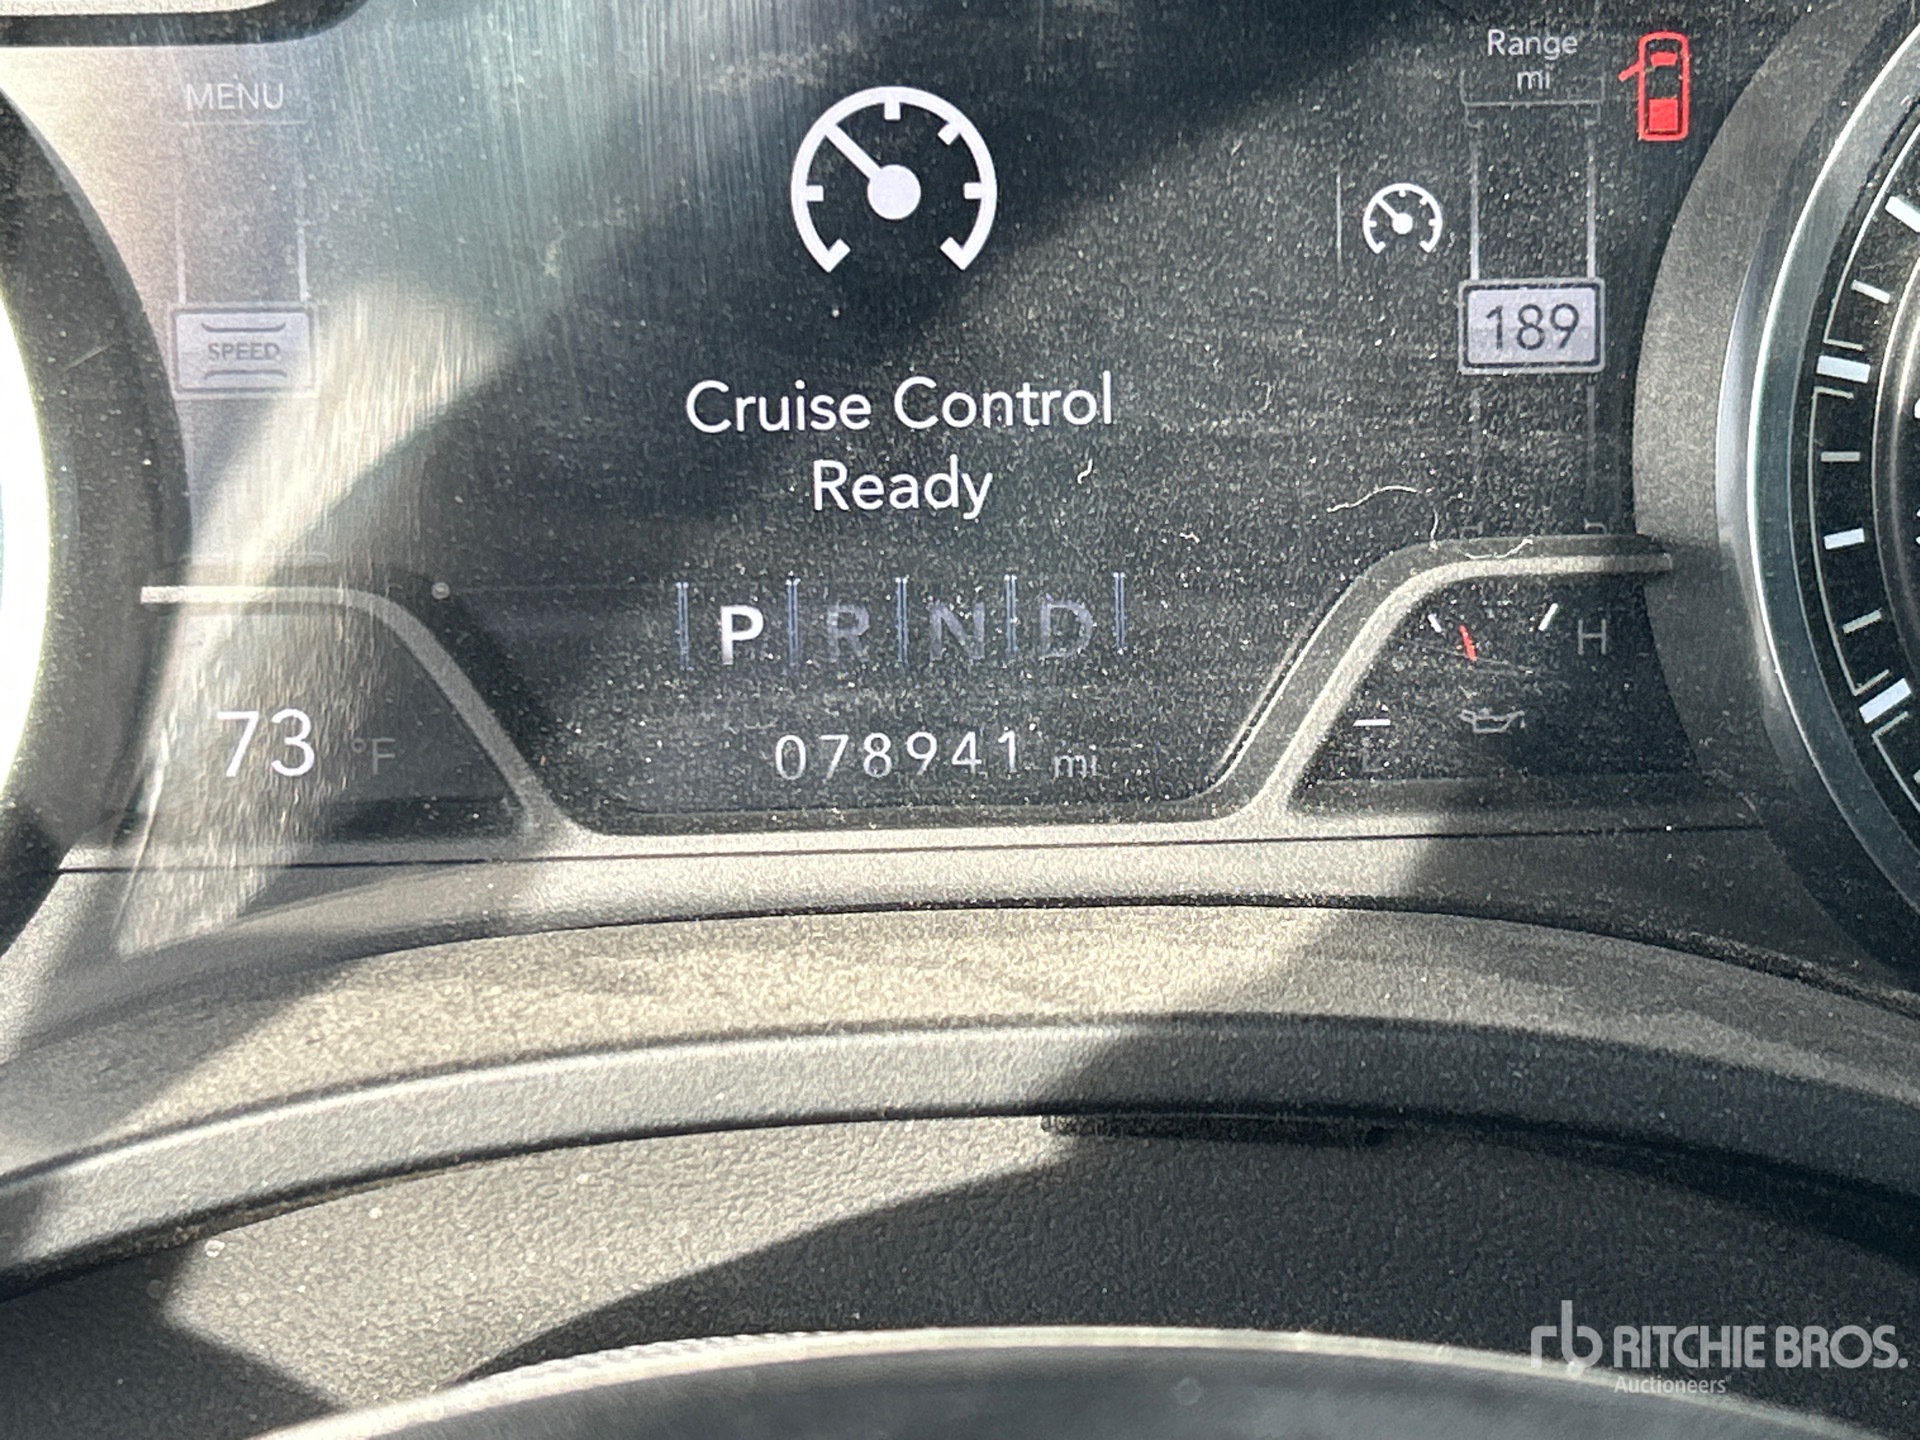 MENU
Range
mi
SPEED
189
Cruise Control
Ready
P R N D
H
73 °F
078941 mi
RITCHIE BROS.
Auctioneers